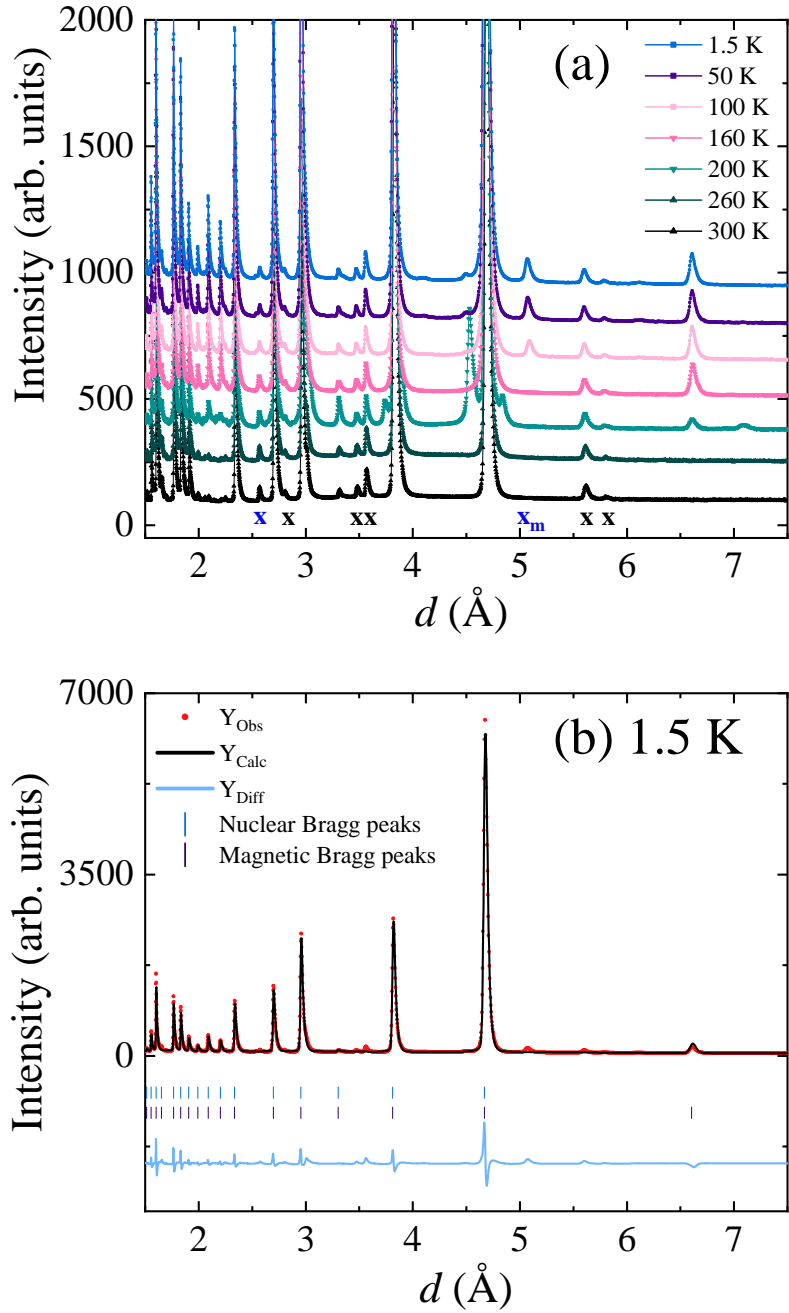 2000
1500
1000
500
0
Intensity (arb. units)
(a)
1.5 K
50 K
100 K
160 K
200 K
260 K
300 K
x x xx x_m x x
2 3 4 5 6 7
d (Å)
7000
3500
0
Intensity (arb. units)
Y_Obs
Y_Calc
Y_Diff
Nuclear Bragg peaks
Magnetic Bragg peaks
(b) 1.5 K
2 3 4 5 6 7
d (Å)